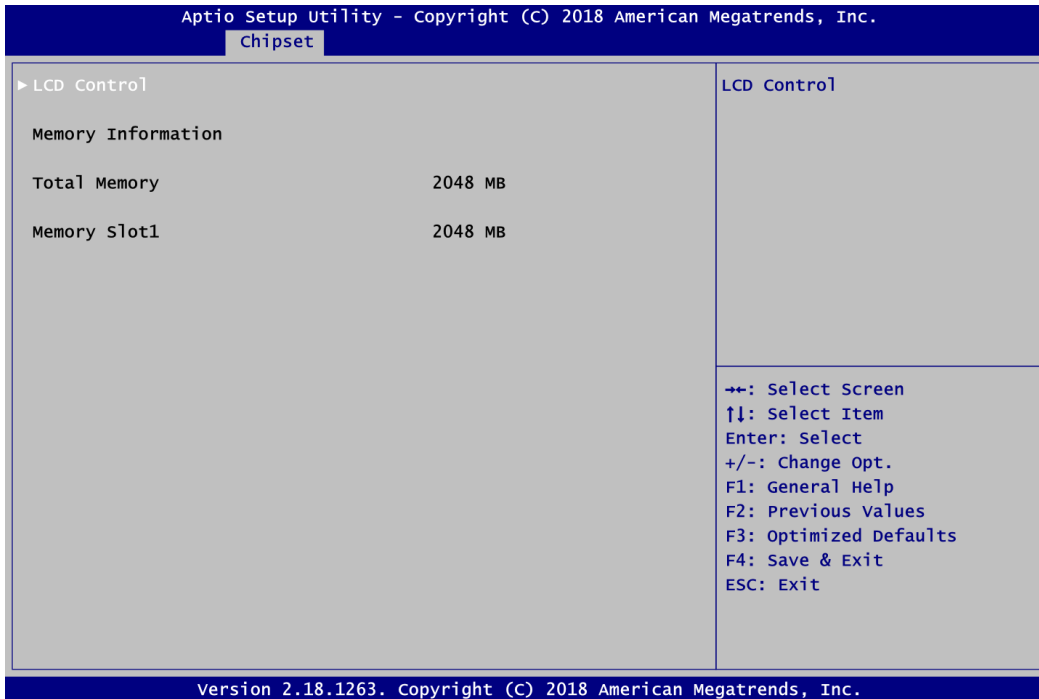 Aptio Setup Utility - Copyright (C) 2018 American Megatrends, Inc.
Chipset
▶ LCD Control
Memory Information
Total Memory 2048 MB
Memory Slot1 2048 MB
LCD Control
→←: Select Screen
↑↓: Select Item
Enter: Select
+/-: Change Opt.
F1: General Help
F2: Previous Values
F3: Optimized Defaults
F4: Save & Exit
ESC: Exit
Version 2.18.1263. Copyright (C) 2018 American Megatrends, Inc.